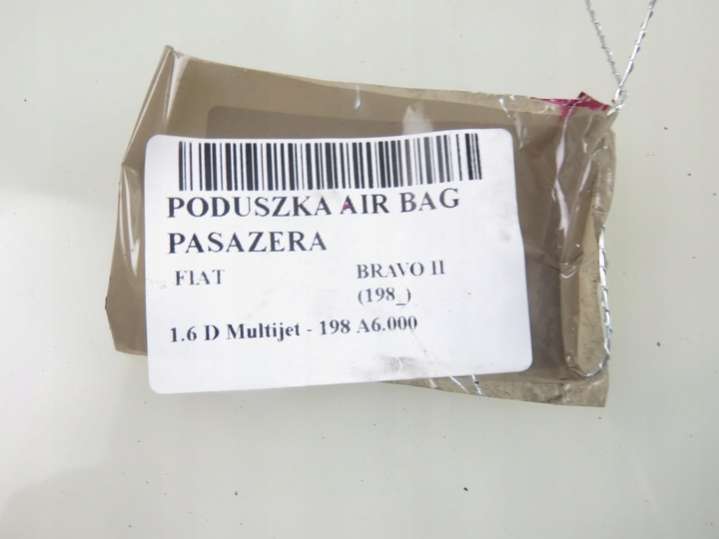 PODUSZKA AIR BAG
PASAZERA
FIAT BRAVO II
(198_)
1.6 D Multijet - 198 A6.000